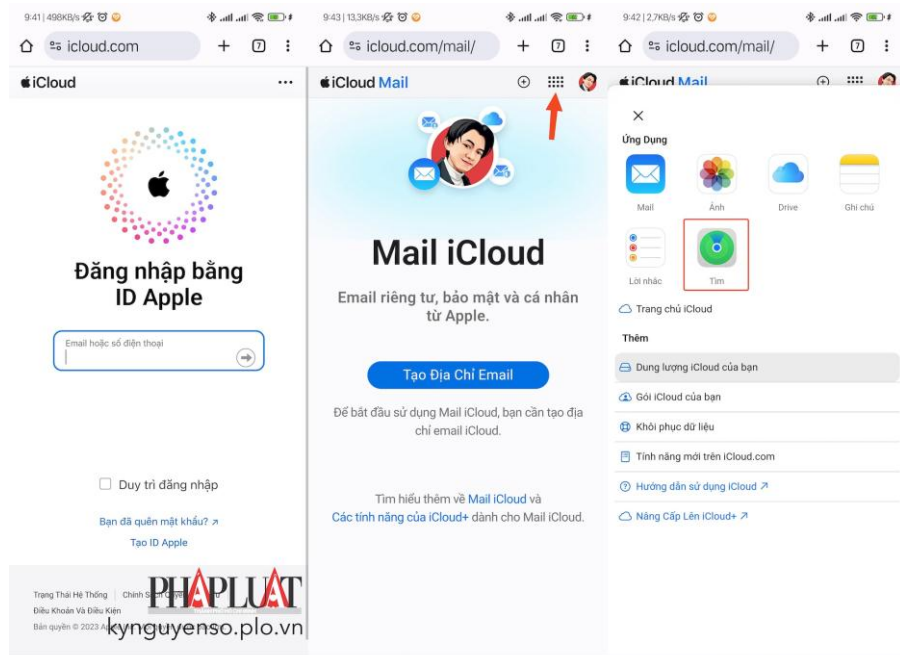 9:41 | 498KB/s
icloud.com
7
iCloud
Đăng nhập bằng
ID Apple
Email hoặc số điện thoại
Duy trì đăng nhập
Bạn đã quên mật khẩu?
Tạo ID Apple
Trạng Thái Hệ Thống
Điều Khoản Và Điều Kiện
Bản quyền © 2023
PHÁP LUẬT
kynguyenso.plo.vn
9:43 | 13,3KB/s
icloud.com/mail/
7
iCloud Mail
Mail iCloud
Email riêng tư, bảo mật và cá nhân
từ Apple.
Tạo Địa Chỉ Email
Để bắt đầu sử dụng Mail iCloud, bạn cần tạo địa
chỉ email iCloud.
Tìm hiểu thêm về Mail iCloud và
Các tính năng của iCloud+ dành cho Mail iCloud.
9:42 | 2,7KB/s
icloud.com/mail/
7
iCloud Mail
Ứng Dụng
Mail
Ảnh
Drive
Ghi chú
Lời nhắc
Tìm
Trang chủ iCloud
Thêm
Dung lượng iCloud của bạn
Gói iCloud của bạn
Khôi phục dữ liệu
Tính năng mới trên iCloud.com
Hướng dẫn sử dụng iCloud
Nâng Cấp Lên iCloud+